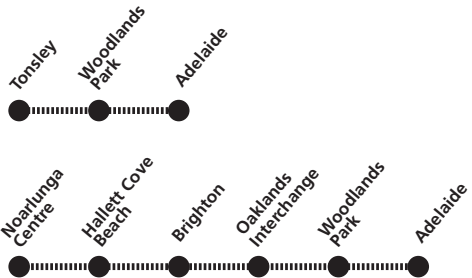 Tonsley
Woodlands
Park
Adelaide
Noarlunga
Centre
Hallett Cove
Beach
Brighton
Oaklands
Interchange
Woodlands
Park
Adelaide